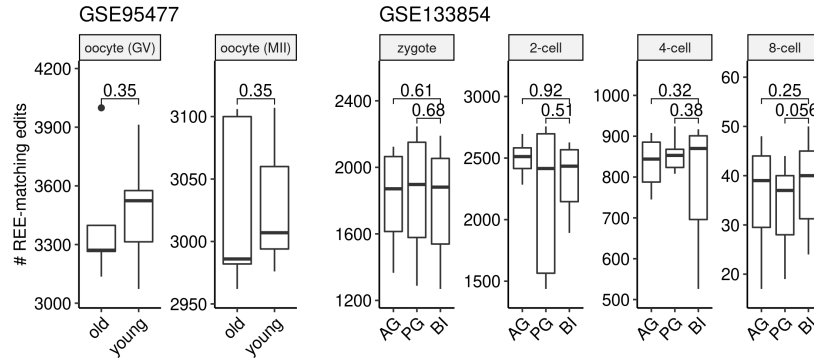 GSE95477
GSE133854
oocyte (GV)
oocyte (MII)
zygote
2-cell
4-cell
8-cell
# REE-matching edits
4200
3900
3600
3300
3000
0.35
old
young
3100
3050
3000
2950
0.35
old
young
2400
2000
1600
1200
0.61
0.68
AG
PG
BI
3000
2500
2000
1500
0.92
0.51
AG
PG
BI
1000
900
800
700
600
500
0.32
0.38
AG
PG
BI
60
50
40
30
20
0.25
0.056
AG
PG
BI